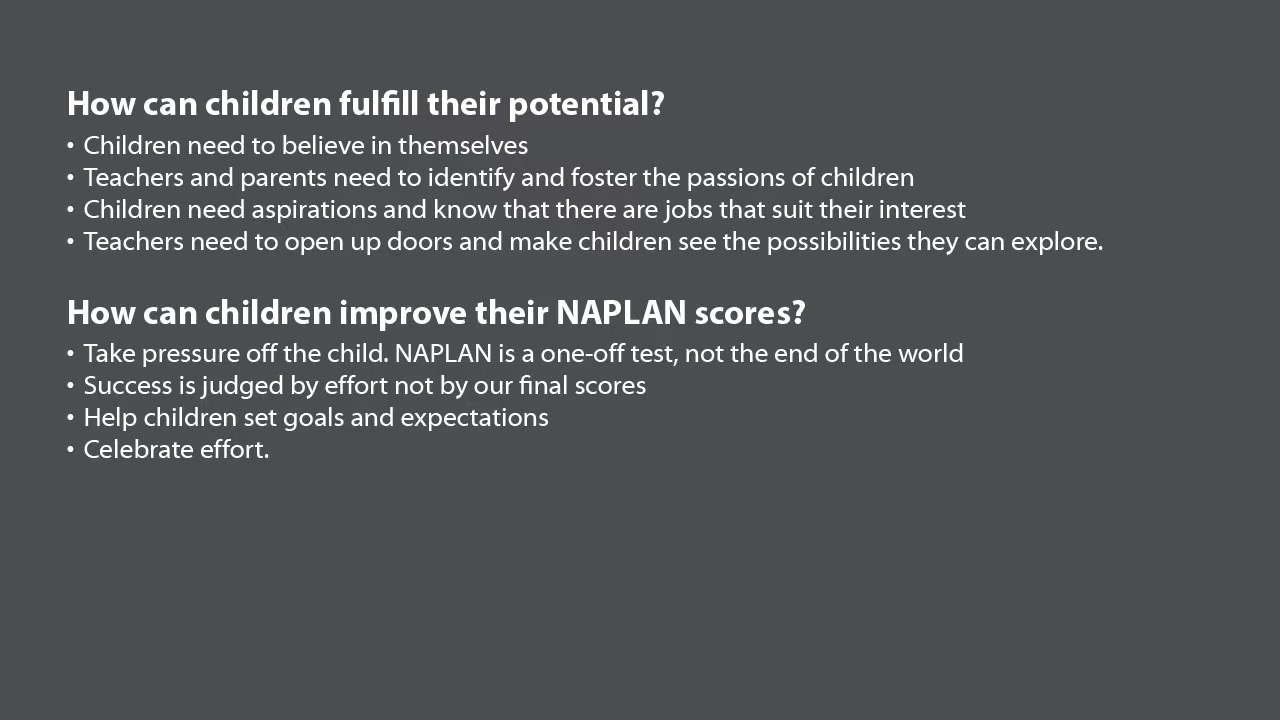 How can children fulfill their potential?
• Children need to believe in themselves
• Teachers and parents need to identify and foster the passions of children
• Children need aspirations and know that there are jobs that suit their interest
• Teachers need to open up doors and make children see the possibilities they can explore.
How can children improve their NAPLAN scores?
• Take pressure off the child. NAPLAN is a one-off test, not the end of the world
• Success is judged by effort not by our final scores
• Help children set goals and expectations
• Celebrate effort.